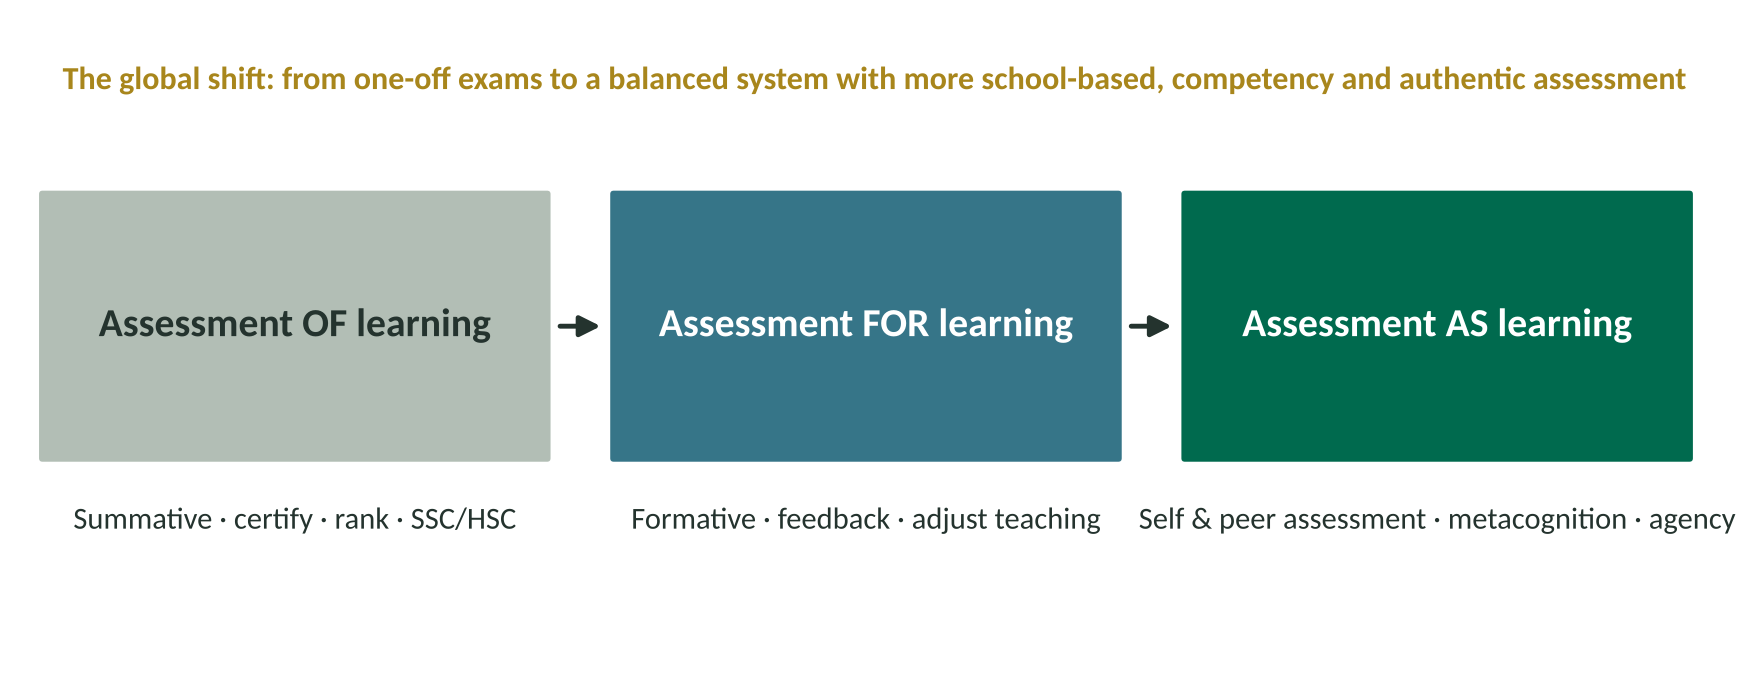 The global shift: from one-off exams to a balanced system with more school-based, competency and authentic assessment
Assessment OF learning
Assessment FOR learning
Assessment AS learning
Summative · certify · rank · SSC/HSC
Formative · feedback · adjust teaching
Self & peer assessment · metacognition · agency